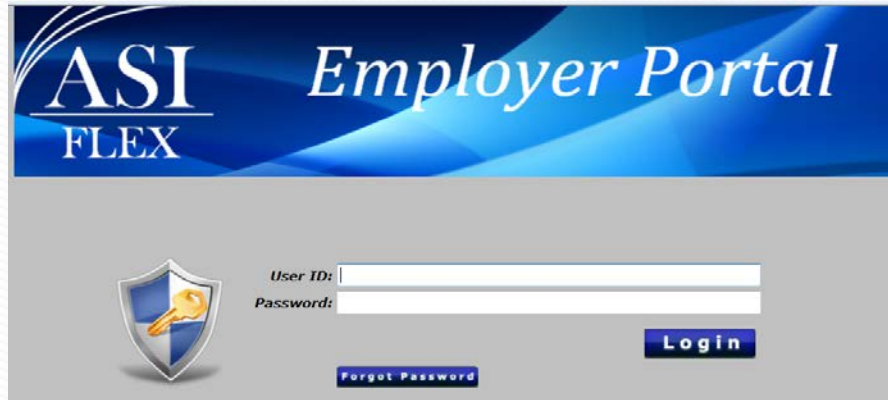 ASI
FLEX
Employer Portal
User ID:
Password:
Login
Forgot Password